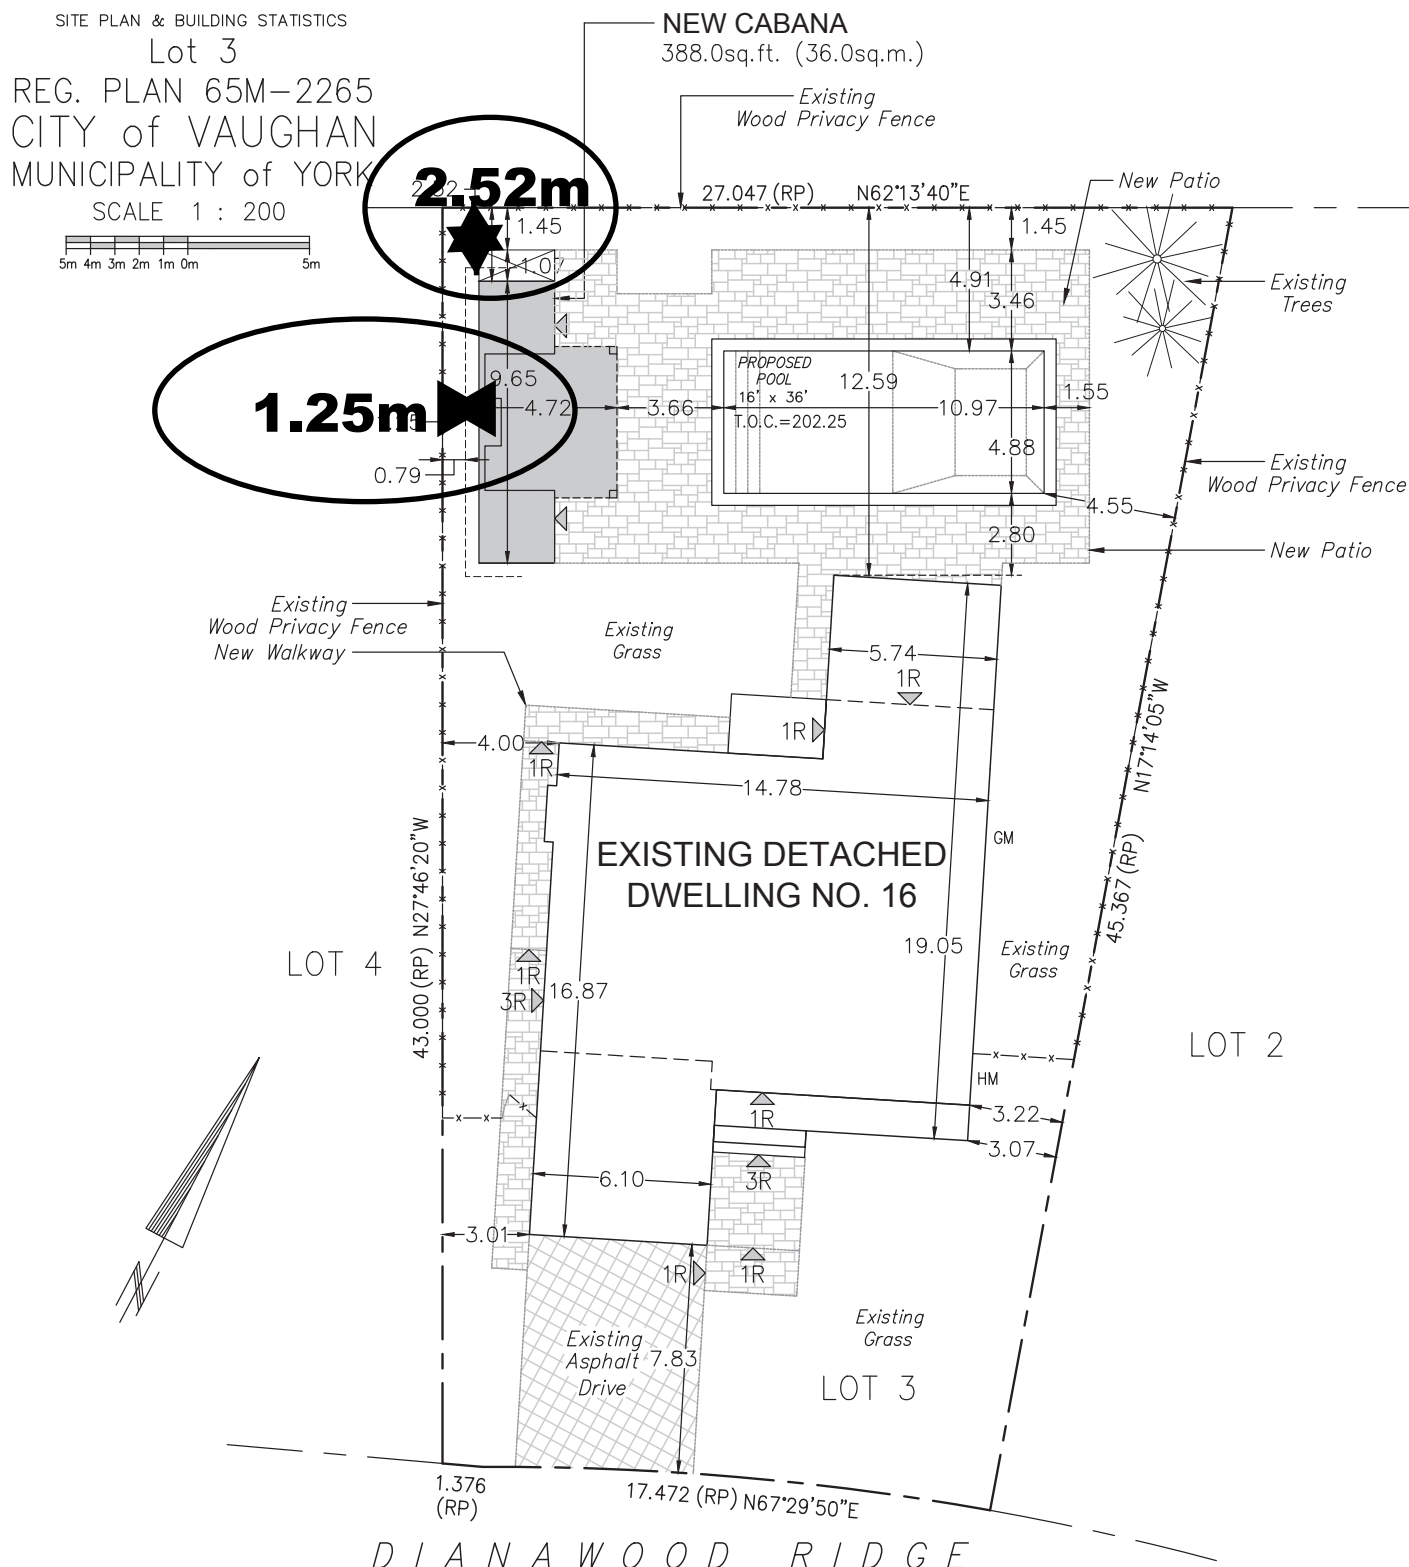 SITE PLAN & BUILDING STATISTICS
Lot 3
REG. PLAN 65M-2265
CITY of VAUGHAN
MUNICIPALITY of YORK
SCALE 1 : 200
5m 4m 3m 2m 1m 0m 5m
NEW CABANA
388.0sq.ft. (36.0sq.m.)
Existing
Wood Privacy Fence
2.52m
27.047 (RP) N62°13'40"E
New Patio
1.45
1.45
1.07
4.91
3.46
Existing
Trees
PROPOSED
POOL
16' x 36'
T.O.C.=202.25
9.65
12.59
1.55
1.25m
4.72
3.66
10.97
4.88
0.79
Existing
Wood Privacy Fence
4.55
2.80
New Patio
Existing
Wood Privacy Fence
New Walkway
Existing
Grass
5.74
1R
1R
4.00
1R
14.78
N17°14'05"W
45.367 (RP)
43.000 (RP) N27°46'20"W
GM
EXISTING DETACHED
DWELLING NO. 16
19.05
Existing
Grass
LOT 4
1R
3R
16.87
LOT 2
HM
1R
3.22
3.07
6.10
3R
3.01
1R
1R
Existing
Asphalt
Drive
7.83
Existing
Grass
LOT 3
1.376
(RP)
17.472 (RP) N67°29'50"E
DIANAWOOD RIDGE